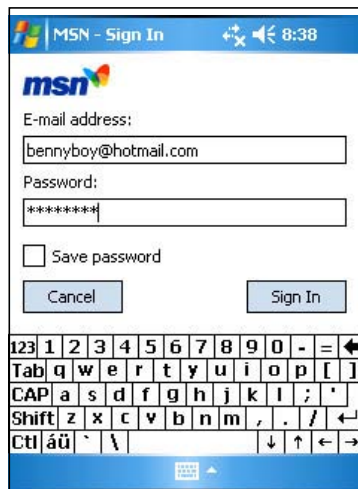 MSN - Sign In 8:38
msn
E-mail address:
bennyboy@hotmail.com
Password:
********
Save password
Cancel Sign In
123 1 2 3 4 5 6 7 8 9 0 - = ←
Tab q w e r t y u i o p [ ]
CAP a s d f g h j k l ; '
Shift z x c v b n m , . / ↵
Ctl áü ` \ ↓ ↑ ← →